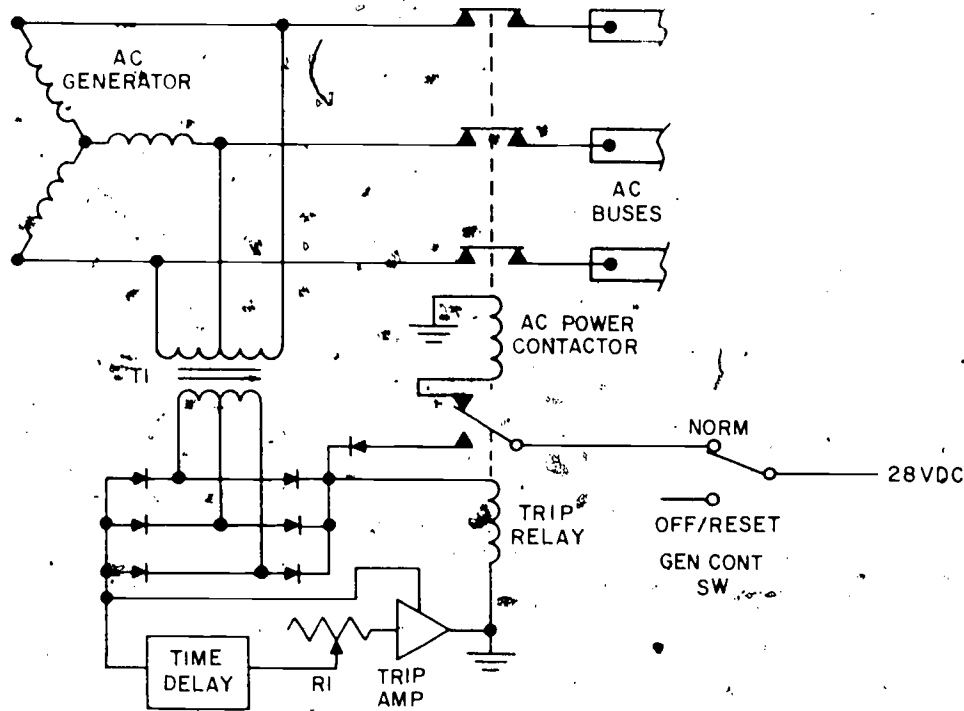 AC
GENERATOR
AC
BUSES
AC POWER
CONTACTOR
T1
NORM
28VDC
OFF/RESET
GEN CONT
SW
TRIP
RELAY
TIME
DELAY
R1
TRIP
AMP